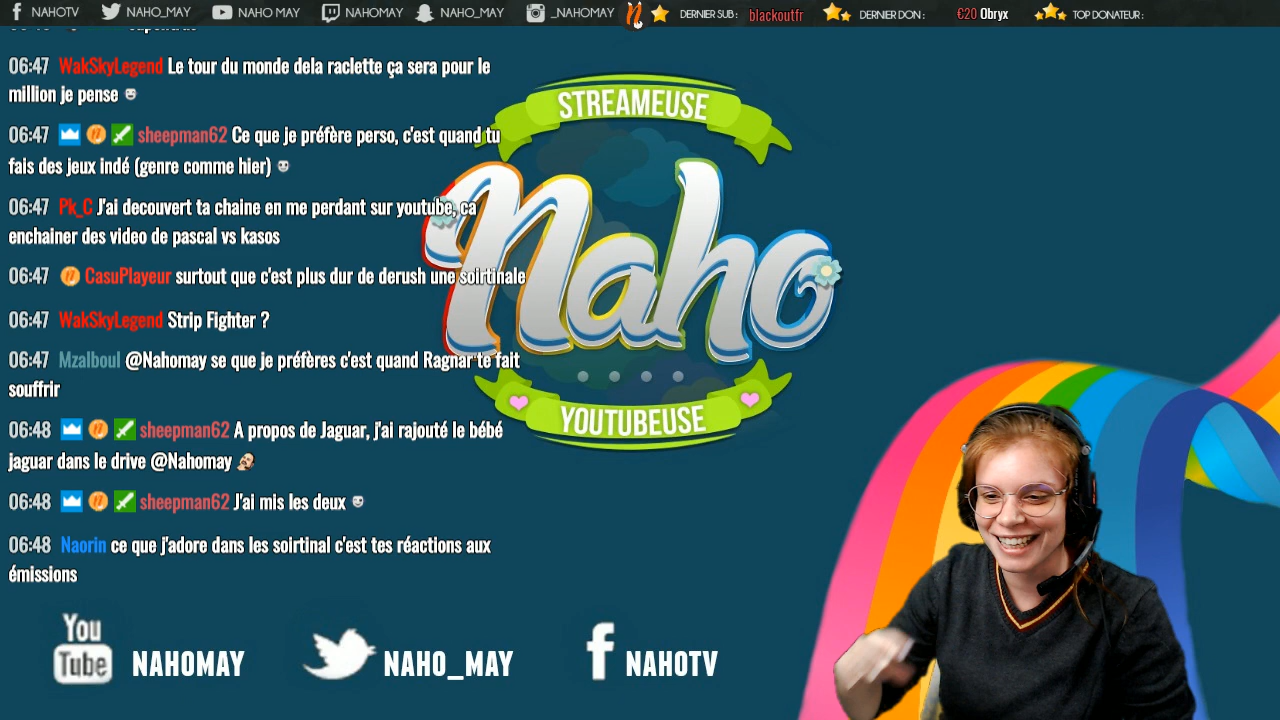 NAHOTV NAHO_MAY NAHO MAY NAHOMAY NAHO_MAY _NAHOMAY DERNIER SUB : blackoutfr DERNIER DON : €20 Obryx TOP DONATEUR :
06:47 WakSkyLegend Le tour du monde dela raclette ça sera pour le
million je pense
06:47 sheepman62 Ce que je préfère perso, c'est quand tu
fais des jeux indé (genre comme hier)
06:47 Pk_C J'ai decouvert ta chaine en me perdant sur youtube, ca
enchainer des video de pascal vs kasos
06:47 CasuPlayeur surtout que c'est plus dur de derush une soirtinale
06:47 WakSkyLegend Strip Fighter ?
06:47 Mzalboul @Nahomay se que je préfères c'est quand Ragnar te fait
souffrir
06:48 sheepman62 A propos de Jaguar, j'ai rajouté le bébé
jaguar dans le drive @Nahomay
06:48 sheepman62 J'ai mis les deux
06:48 Naorin ce que j'adore dans les soirtinal c'est tes réactions aux
émissions
STREAMEUSE
Naho
YOUTUBEUSE
You
Tube
NAHOMAY
NAHO_MAY
NAHOTV